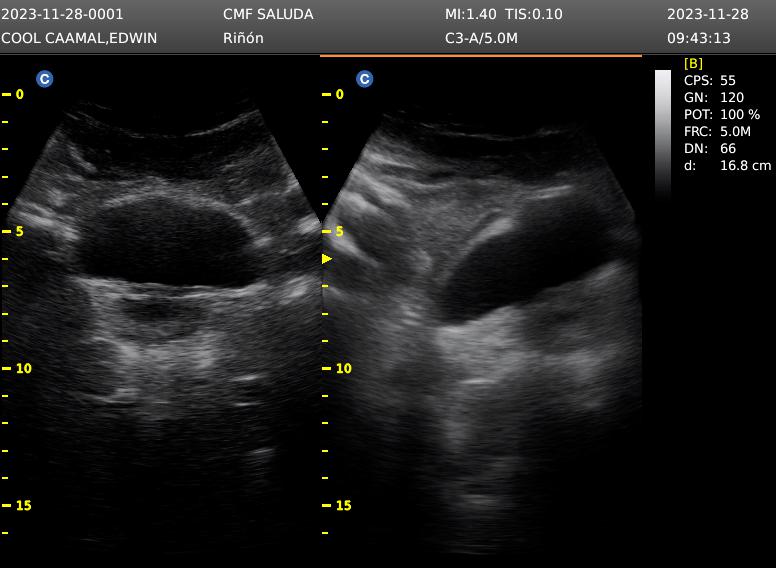 2023-11-28-0001 CMF SALUDA MI:1.40 TIS:0.10 2023-11-28
COOL CAAMAL,EDWIN Riñón C3-A/5.0M 09:43:13
[B]
C C
CPS: 55
0 0
GN: 120
POT: 100 %
FRC: 5.0M
DN: 66
d: 16.8 cm
5 5
10 10
15 15